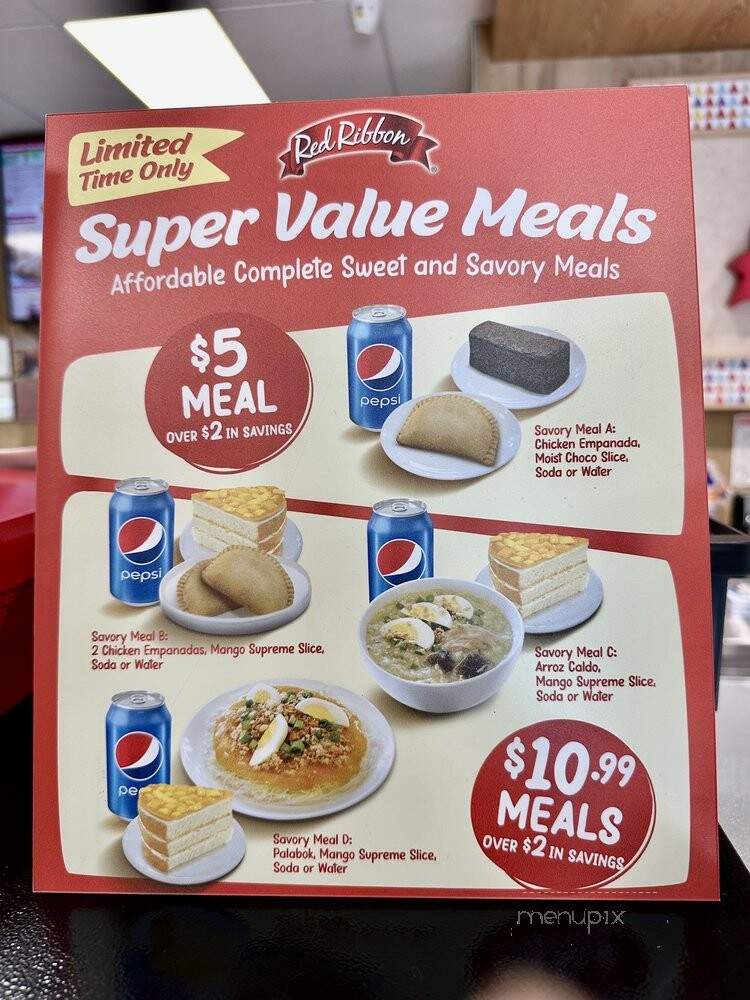 Limited
Time Only
Red Ribbon
Super Value Meals
Affordable Complete Sweet and Savory Meals
$5
MEAL
OVER $2 IN SAVINGS
pepsi
Savory Meal A:
Chicken Empanada,
Moist Choco Slice,
Soda or Water
pepsi
Savory Meal B:
2 Chicken Empanadas, Mango Supreme Slice,
Soda or Water
Savory Meal C:
Arroz Caldo,
Mango Supreme Slice,
Soda or Water
pe
Savory Meal D:
Palabok, Mango Supreme Slice,
Soda or Water
$10.99
MEALS
OVER $2 IN SAVINGS
menupix